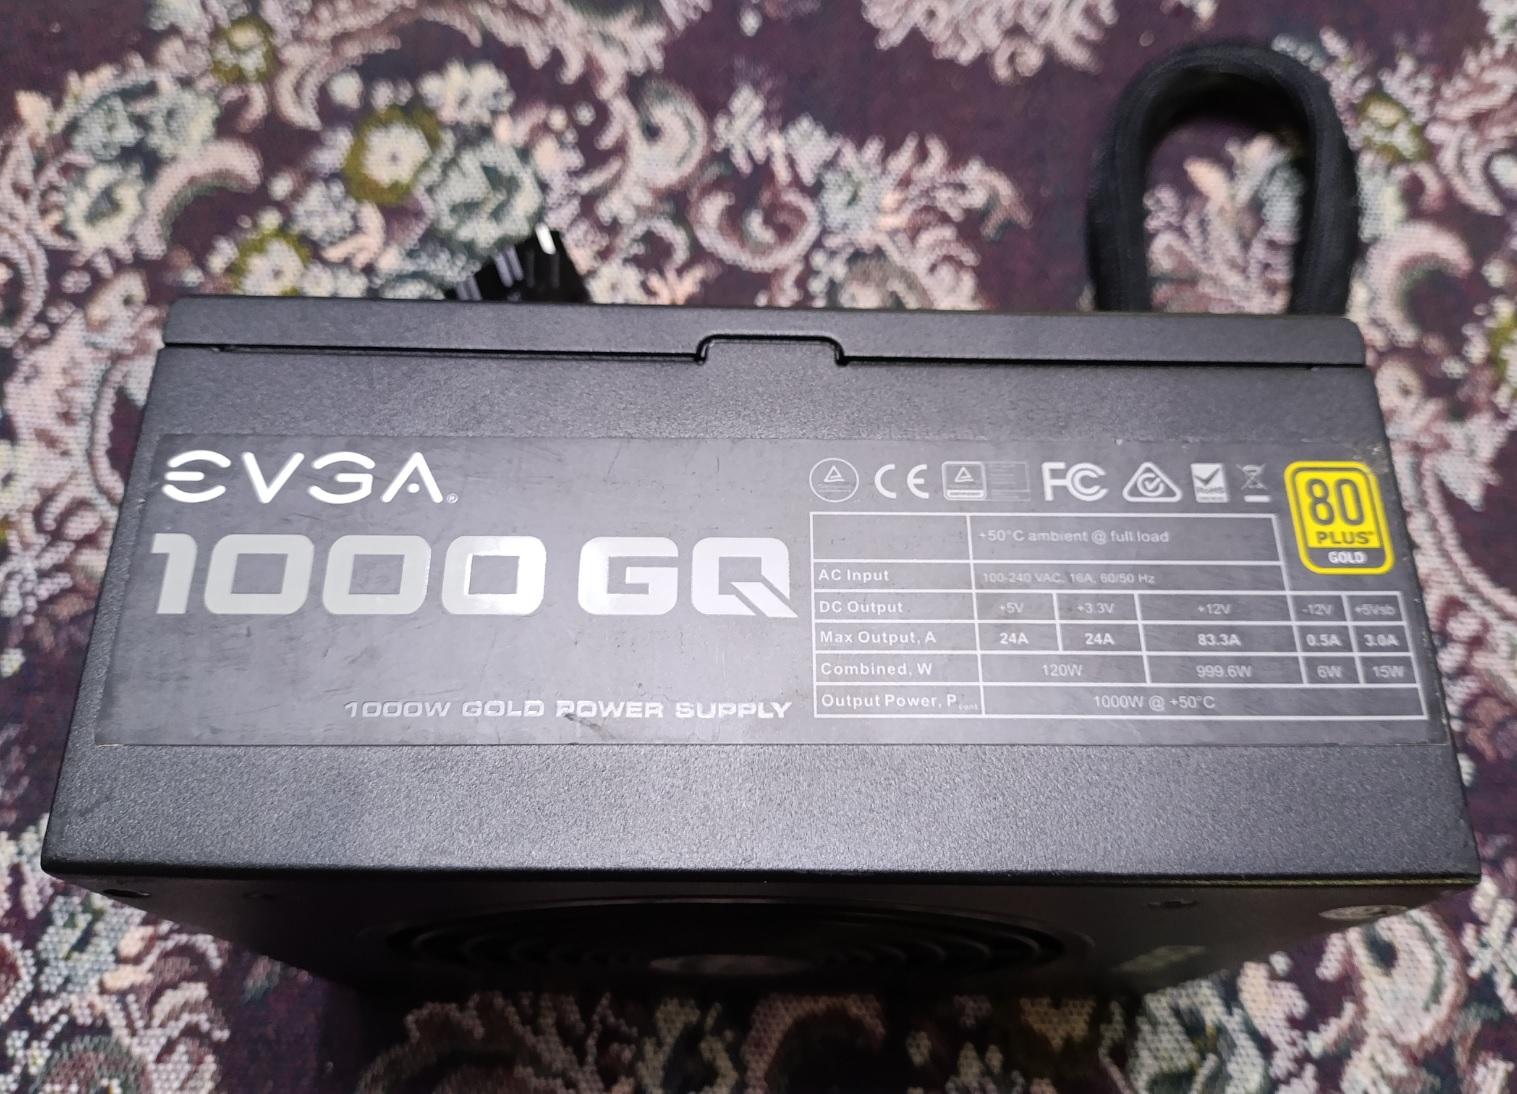 EVGA®
1000 GQ
1000W GOLD POWER SUPPLY
CE
FC
RoHS
80
PLUS
GOLD
+50°C ambient @ full load
AC Input 100-240 VAC, 16A, 60/50 Hz
DC Output +5V +3.3V +12V -12V +5Vsb
Max Output, A 24A 24A 83.3A 0.5A 3.0A
Combined, W 120W 999.6W 6W 15W
Output Power, Pcont 1000W @ +50°C